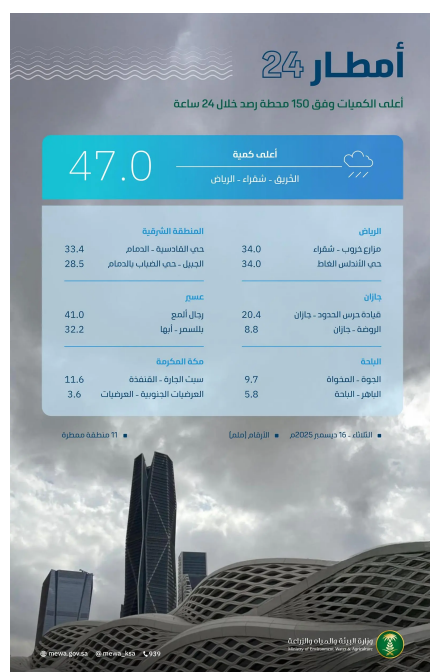 أمطار 24
أعلى الكميات وفق 150 محطة رصد خلال 24 ساعة
أعلى كمية
47.0
الحُريق - شقراء - الرياض
الرياض
مزارع خروب - شقراء 34.0
حي الأندلس الغاط 34.0
المنطقة الشرقية
حي القادسية - الدمام 33.4
الجبيل - حي الضباب بالدمام 28.5
جازان
قيادة حرس الحدود - جازان 20.4
الروضة - جازان 8.8
عسير
رجال ألمع 41.0
بللسمر - أبها 32.2
الباحة
الجوة - المخواة 9.7
الباهر - الباحة 5.8
مكة المكرمة
سبت الجارة - القنفذة 11.6
العرضيات الجنوبية - العرضيات 3.6
الثلاثاء - 16 ديسمبر 2025م
الأرقام (ملم)
11 منطقة ممطرة
وزارة البيئة والمياه والزراعة
Ministry of Environment Water & Agriculture
mewa.gov.sa @mewa_ksa 939